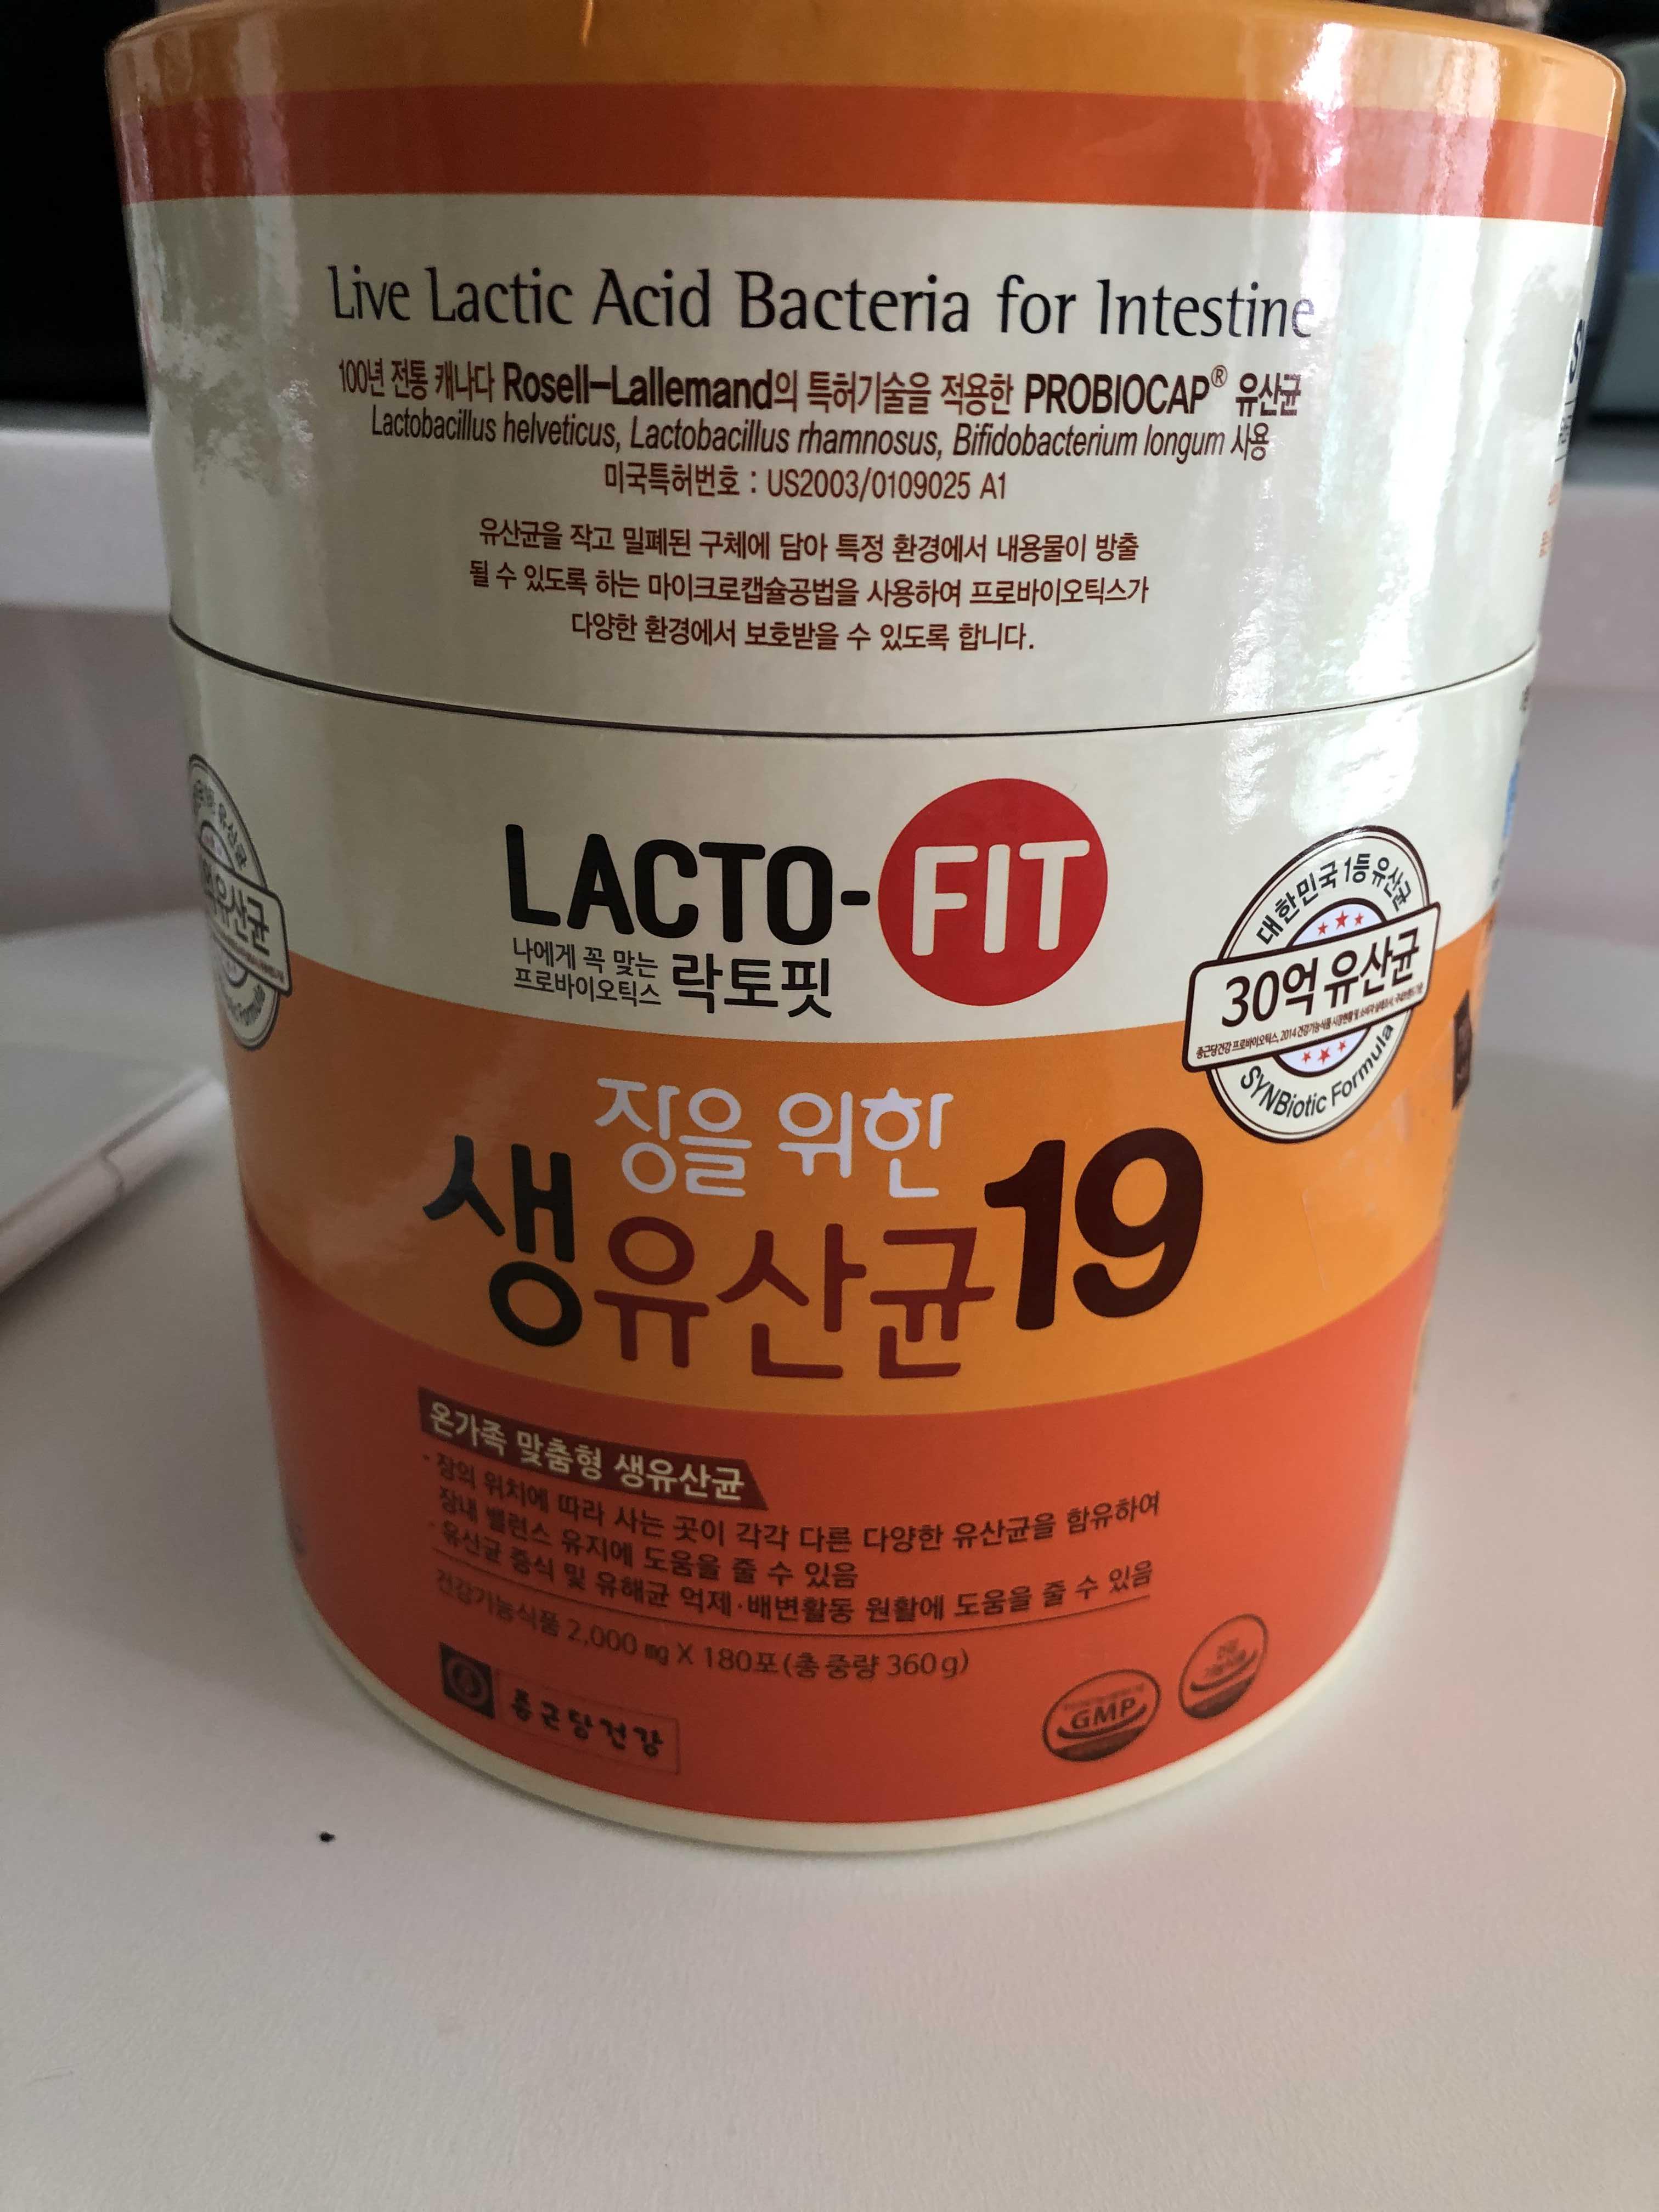 Live Lactic Acid Bacteria for Intestine
100년 전통 캐나다 Rosell-Lallemand의 특허기술을 적용한 PROBIOCAP® 유산균
Lactobacillus helveticus, Lactobacillus rhamnosus, Bifidobacterium longum 사용
미국특허번호 : US2003/0109025 A1
유산균을 작고 밀폐된 구체에 담아 특정 환경에서 내용물이 방출
될 수 있도록 하는 마이크로캡슐공법을 사용하여 프로바이오틱스가
다양한 환경에서 보호받을 수 있도록 합니다.
LACTO-FIT
나에게 꼭 맞는
프로바이오틱스 락토핏
대한민국 1등유산균
30억 유산균
SYNBiotic Formula
유산균
장을 위한
생유산균19
온가족 맞춤형 생유산균
- 장의 위치에 따라 사는 곳이 각각 다른 다양한 유산균을 함유하여
장내 밸런스 유지에 도움을 줄 수 있음
- 유산균 증식 및 유해균 억제·배변활동 원활에 도움을 줄 수 있음
건강기능식품 2,000 mg X 180포(총 중량 360g)
종근당건강
GMP
건강
기능식품